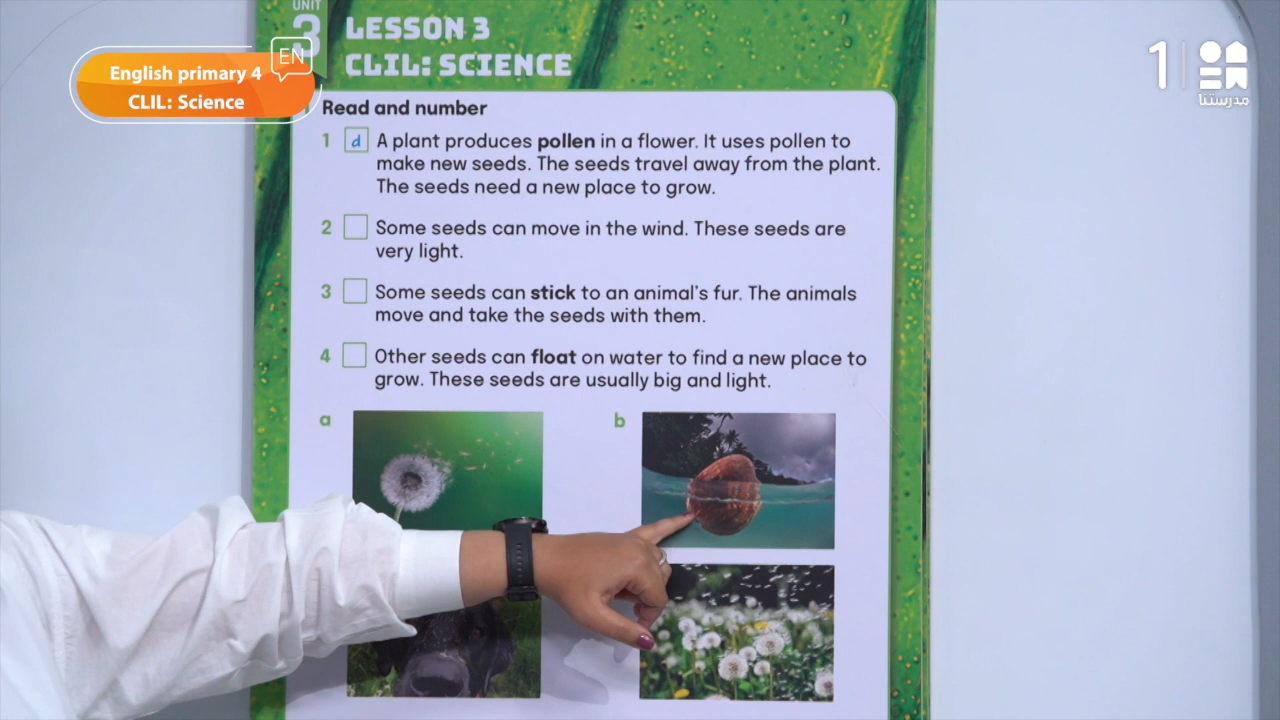 UNIT
3
LESSON 3
CLIL: SCIENCE
EN
English primary 4
CLIL: Science
1
مدرستنا
Read and number
1 d A plant produces pollen in a flower. It uses pollen to
make new seeds. The seeds travel away from the plant.
The seeds need a new place to grow.
2 Some seeds can move in the wind. These seeds are
very light.
3 Some seeds can stick to an animal's fur. The animals
move and take the seeds with them.
4 Other seeds can float on water to find a new place to
grow. These seeds are usually big and light.
a
b